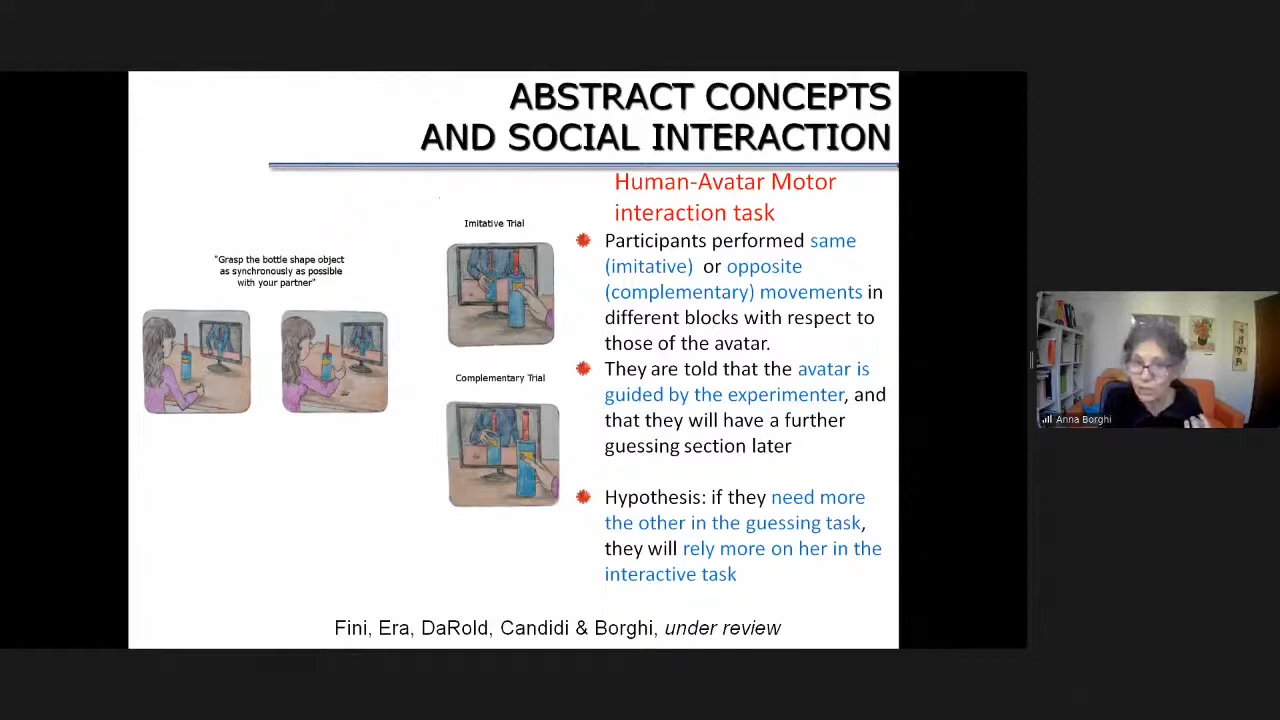 ABSTRACT CONCEPTS
AND SOCIAL INTERACTION
Human-Avatar Motor
interaction task
Imitative Trial
"Grasp the bottle shape object
as synchronously as possible
with your partner"
Complementary Trial
Participants performed same
(imitative) or opposite
(complementary) movements in
different blocks with respect to
those of the avatar.
They are told that the avatar is
guided by the experimenter, and
that they will have a further
guessing section later
Hypothesis: if they need more
the other in the guessing task,
they will rely more on her in the
interactive task
Fini, Era, DaRold, Candidi & Borghi, under review
Anna Borghi